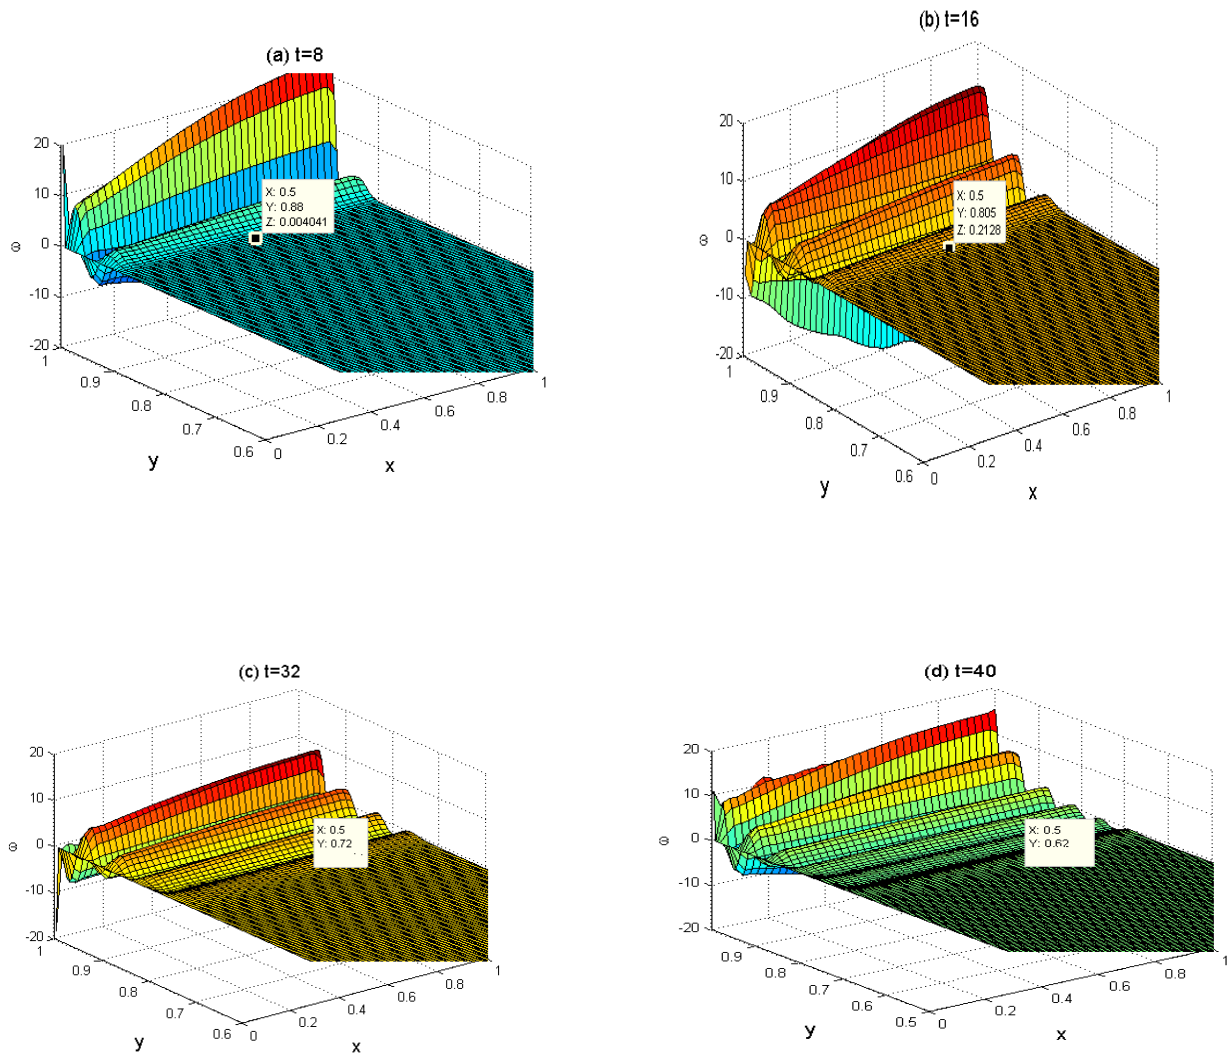 (a) t=8
20
10
0
-10
-20
ω
1
0.9
0.8
0.7
0.6
y
0
0.2
0.4
0.6
0.8
1
x
X: 0.5
Y: 0.88
Z: 0.004041
(b) t=16
20
10
0
-10
-20
ω
1
0.9
0.8
0.7
0.6
y
0
0.2
0.4
0.6
0.8
1
x
X: 0.5
Y: 0.805
Z: 0.2128
(c) t=32
20
10
0
-10
-20
ω
1
0.9
0.8
0.7
0.6
y
0
0.2
0.4
0.6
0.8
1
x
X: 0.5
Y: 0.72
(d) t=40
20
10
0
-10
-20
ω
0.9
0.8
0.7
0.6
0.5
y
0
0.2
0.4
0.6
0.8
1
x
X: 0.5
Y: 0.62